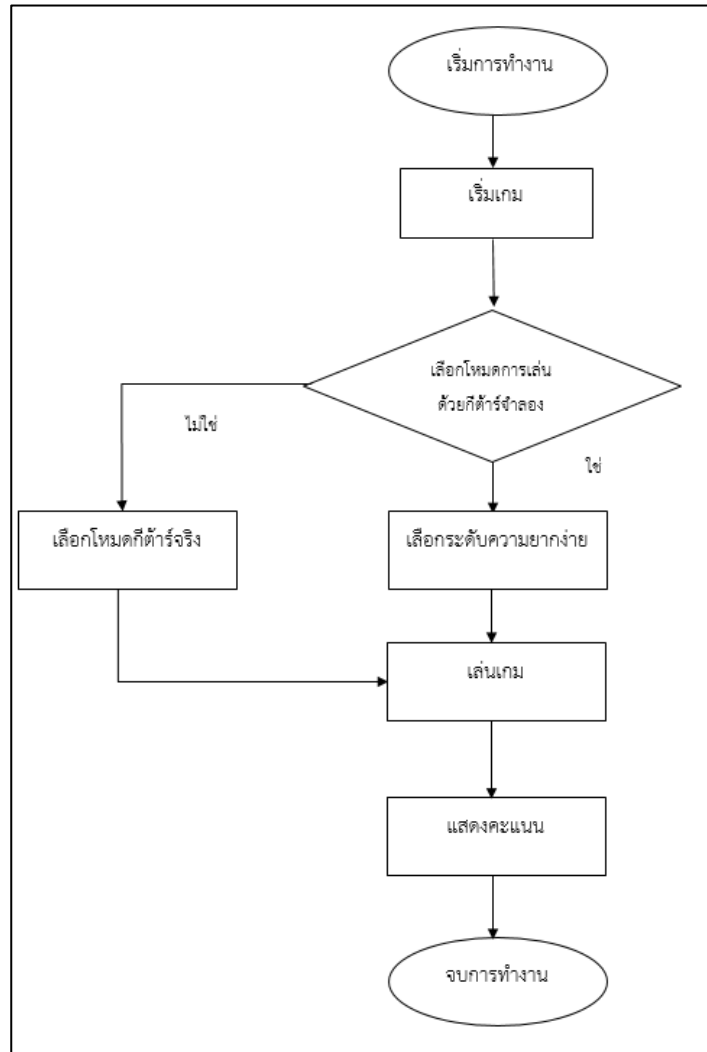 เริ่มการทำงาน
เริ่มเกม
เลือกโหมดการเล่น
ด้วยกีต้าร์จำลอง
ไม่ใช่
ใช่
เลือกโหมดกีต้าร์จริง
เลือกระดับความยากง่าย
เล่นเกม
แสดงคะแนน
จบการทำงาน